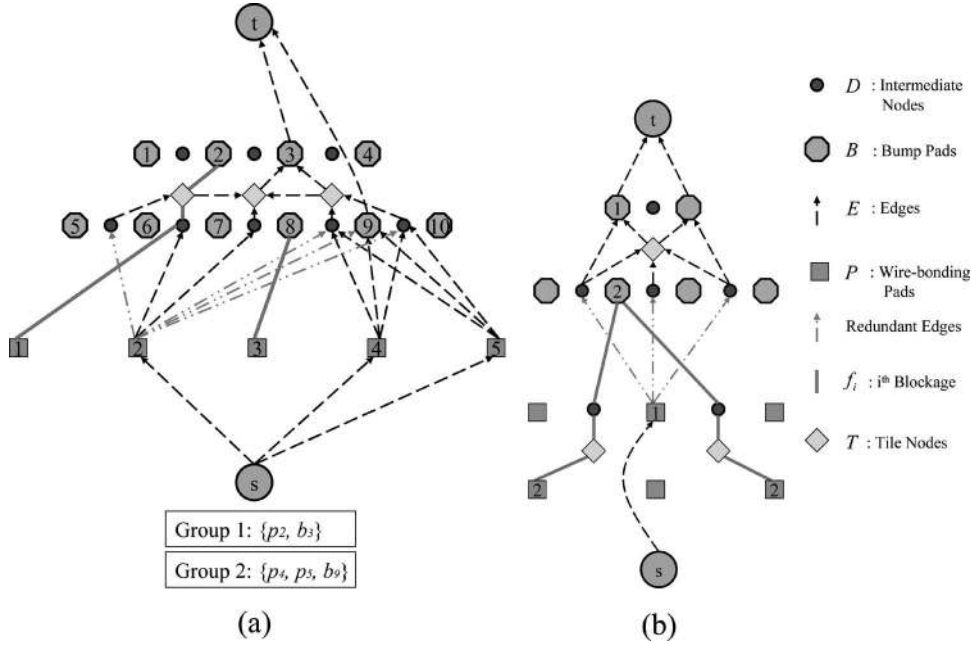 t
1 2 3 4
5 6 7 8 9 10
1 2 3 4 5
s
Group 1: {p2, b3}
Group 2: {p4, p5, b9}
(a)
t
1
2
1
2 2
s
(b)
D : Intermediate
Nodes
B : Bump Pads
E : Edges
P : Wire-bonding
Pads
Redundant Edges
fi : ith Blockage
T : Tile Nodes